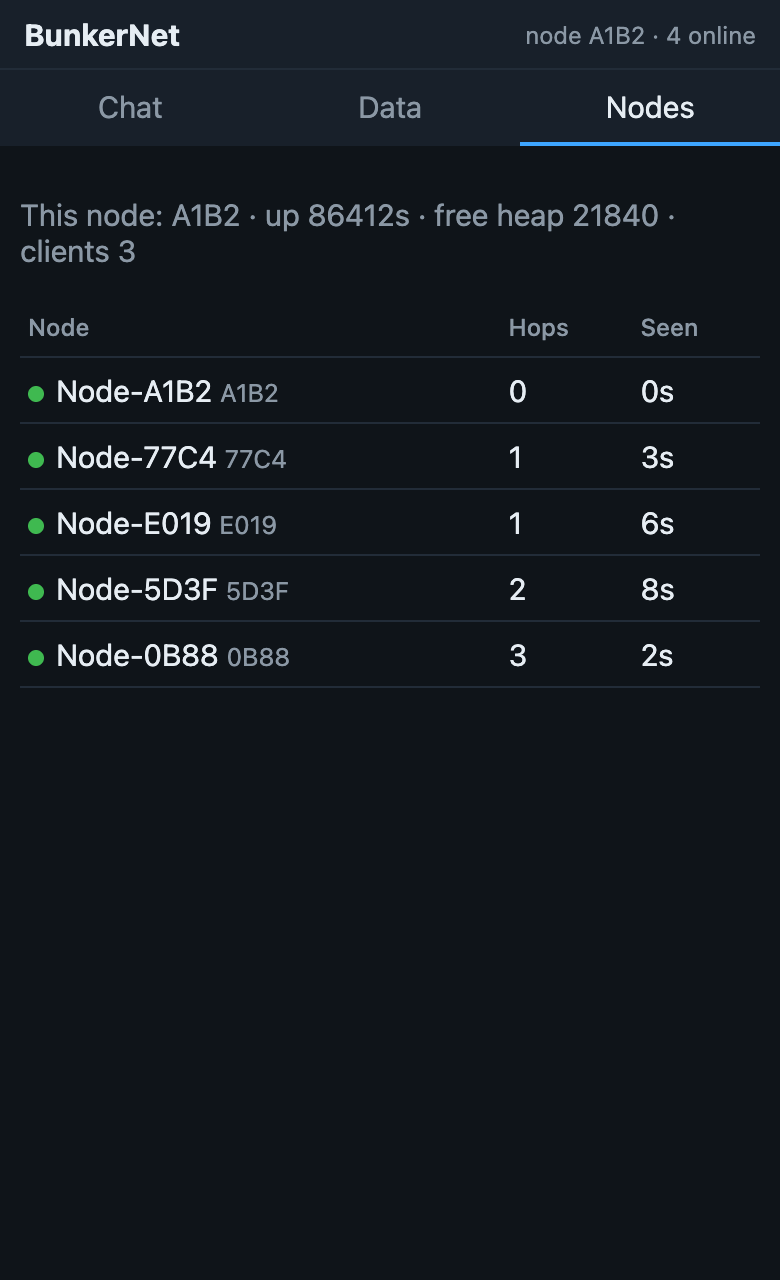 BunkerNet
node A1B2 · 4 online
Chat Data Nodes
This node: A1B2 · up 86412s · free heap 21840 ·
clients 3
Node Hops Seen
Node-A1B2 A1B2 0 0s
Node-77C4 77C4 1 3s
Node-E019 E019 1 6s
Node-5D3F 5D3F 2 8s
Node-0B88 0B88 3 2s